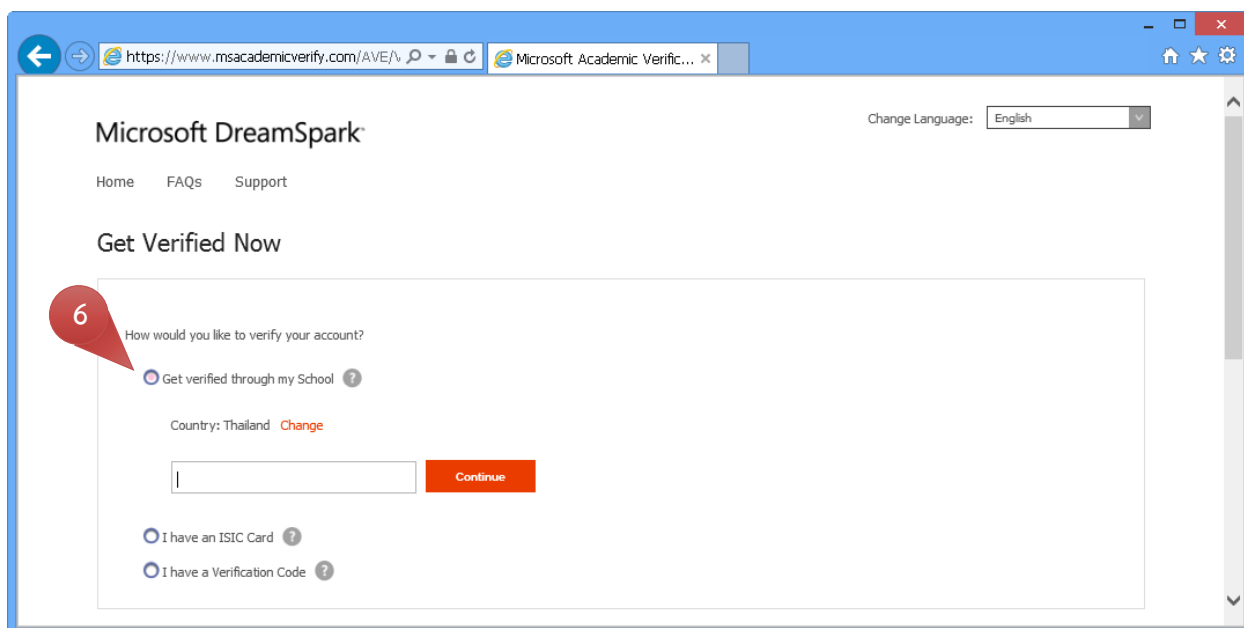 https://www.msacademicverify.com/AVE/V
Microsoft Academic Verific...
Microsoft DreamSpark
Change Language: English
Home FAQs Support
Get Verified Now
6
How would you like to verify your account?
Get verified through my School ?
Country: Thailand Change
Continue
I have an ISIC Card ?
I have a Verification Code ?